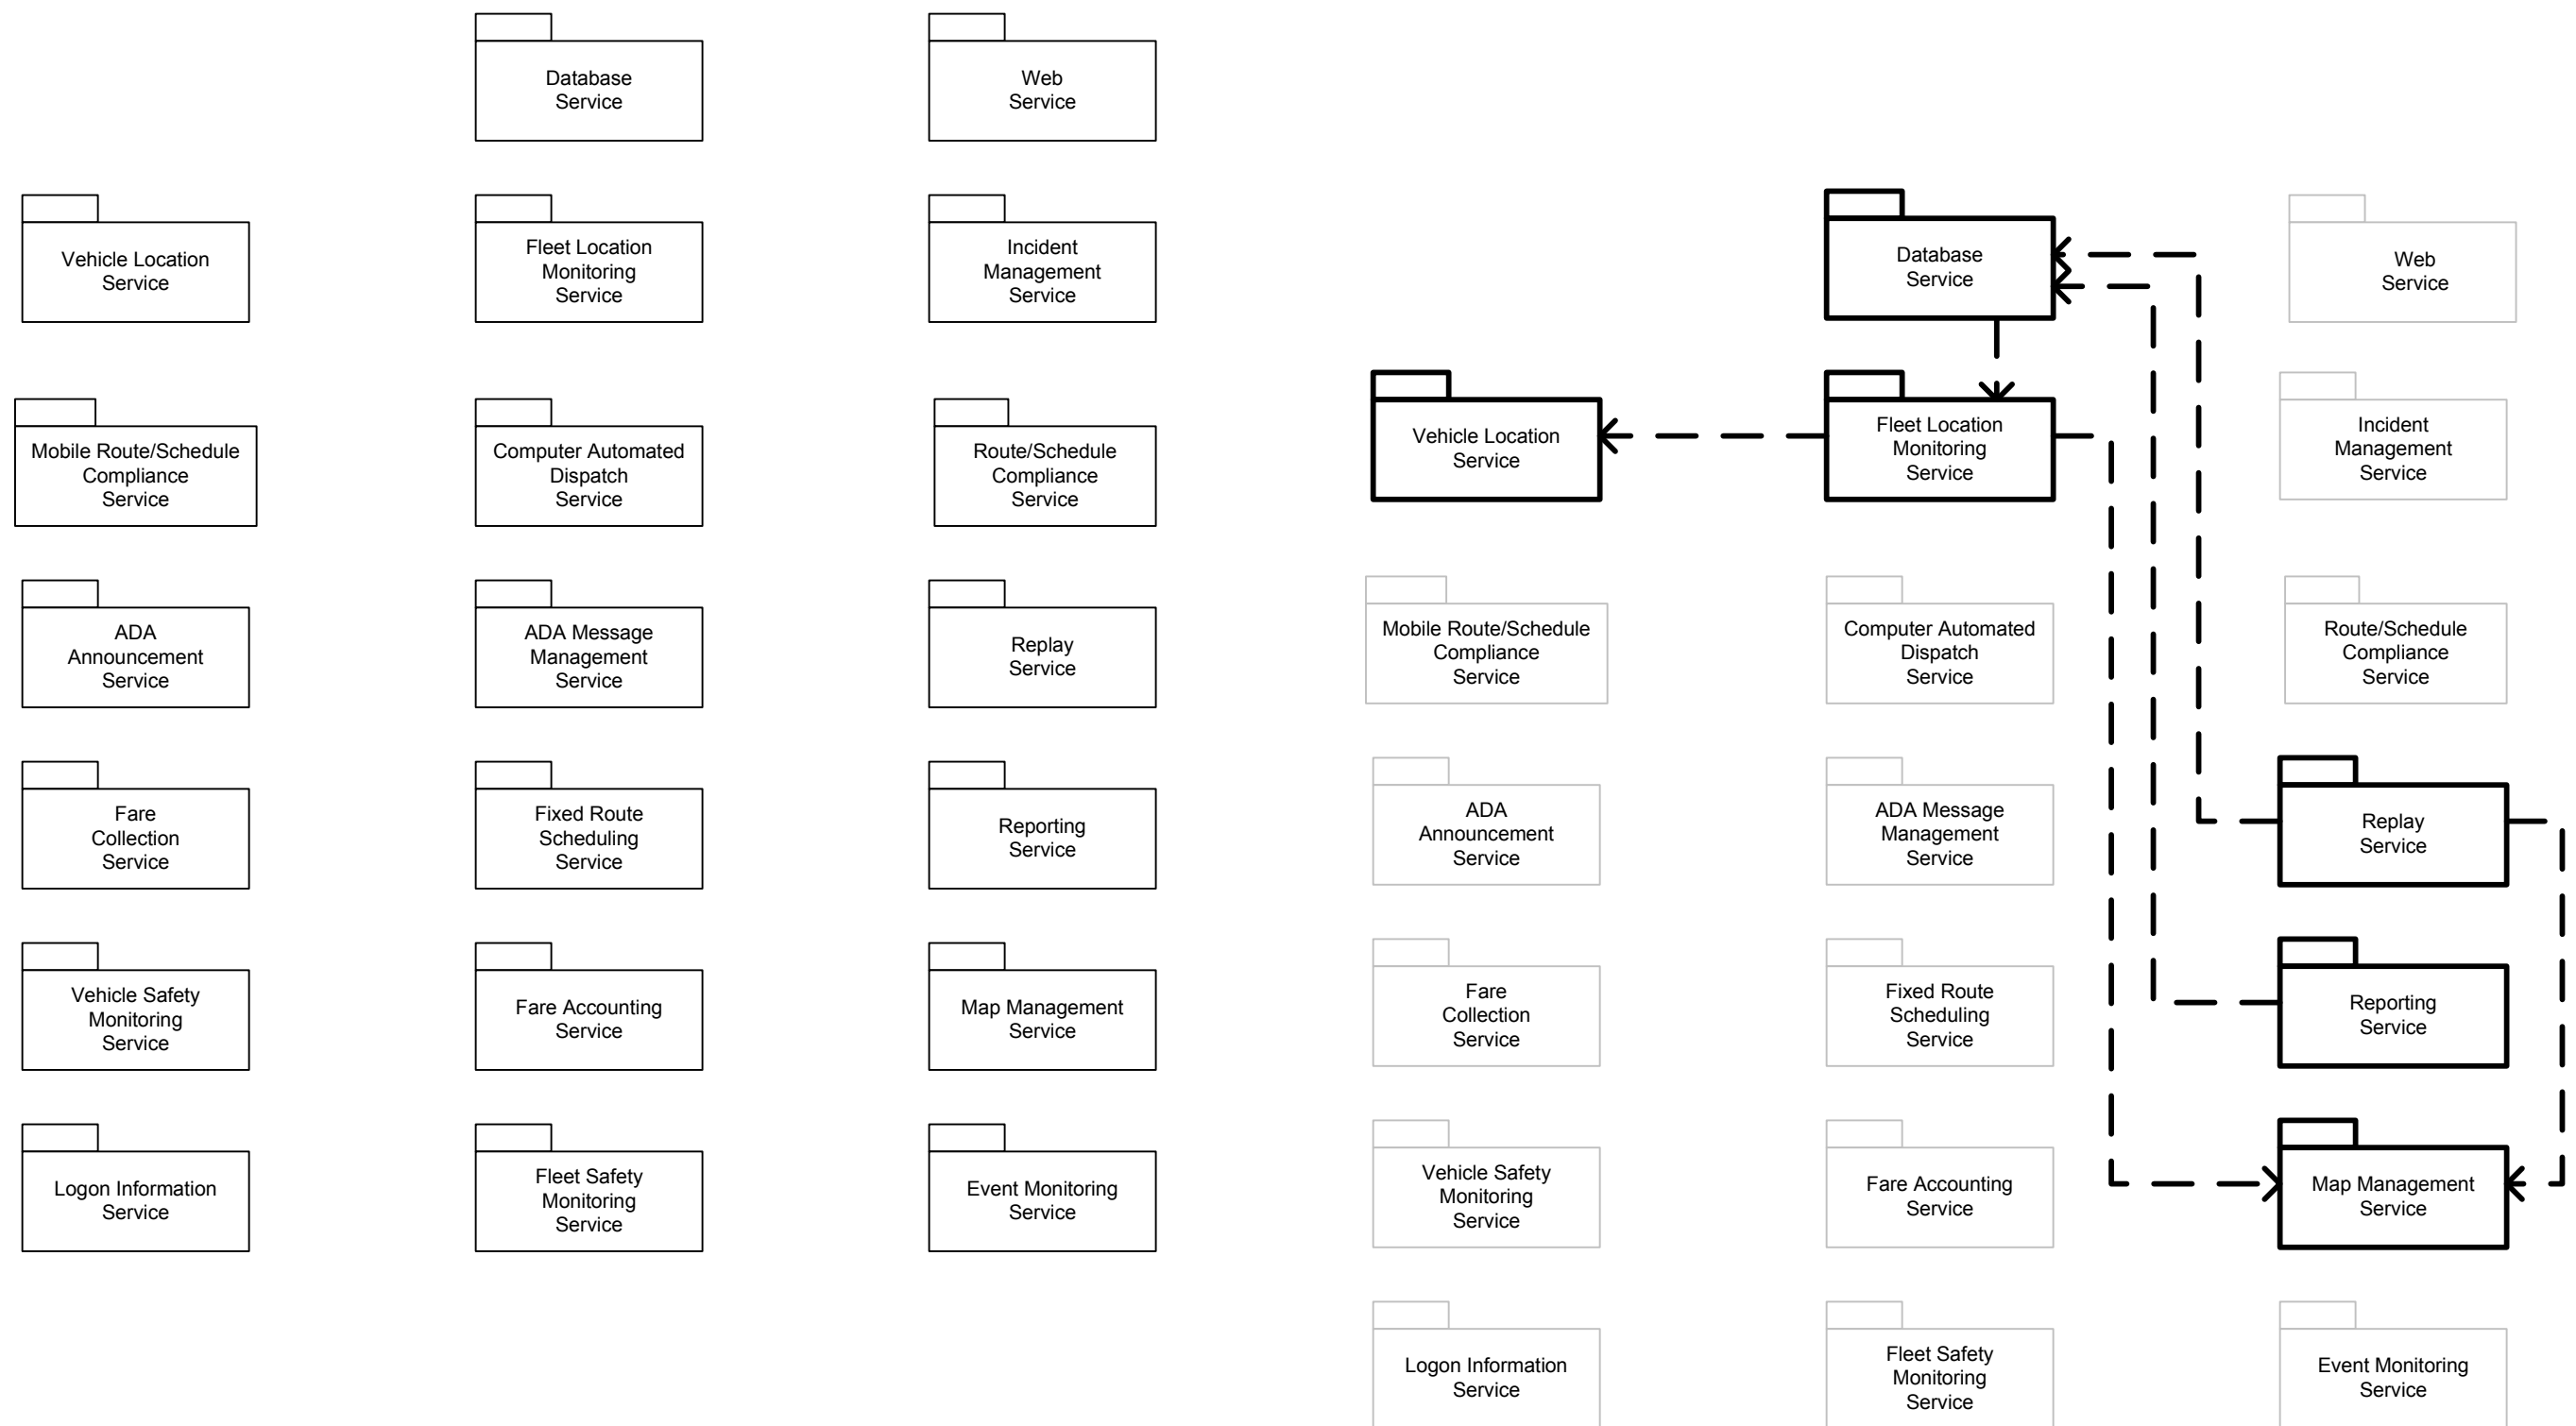 Database
Service
Web
Service
Vehicle Location
Service
Fleet Location
Monitoring
Service
Incident
Management
Service
Mobile Route/Schedule
Compliance
Service
Computer Automated
Dispatch
Service
Route/Schedule
Compliance
Service
ADA
Announcement
Service
ADA Message
Management
Service
Replay
Service
Fare
Collection
Service
Fixed Route
Scheduling
Service
Reporting
Service
Vehicle Safety
Monitoring
Service
Fare Accounting
Service
Map Management
Service
Logon Information
Service
Fleet Safety
Monitoring
Service
Event Monitoring
Service
Database
Service
Web
Service
Vehicle Location
Service
Fleet Location
Monitoring
Service
Incident
Management
Service
Mobile Route/Schedule
Compliance
Service
Computer Automated
Dispatch
Service
Route/Schedule
Compliance
Service
ADA
Announcement
Service
ADA Message
Management
Service
Replay
Service
Fare
Collection
Service
Fixed Route
Scheduling
Service
Reporting
Service
Vehicle Safety
Monitoring
Service
Fare Accounting
Service
Map Management
Service
Logon Information
Service
Fleet Safety
Monitoring
Service
Event Monitoring
Service